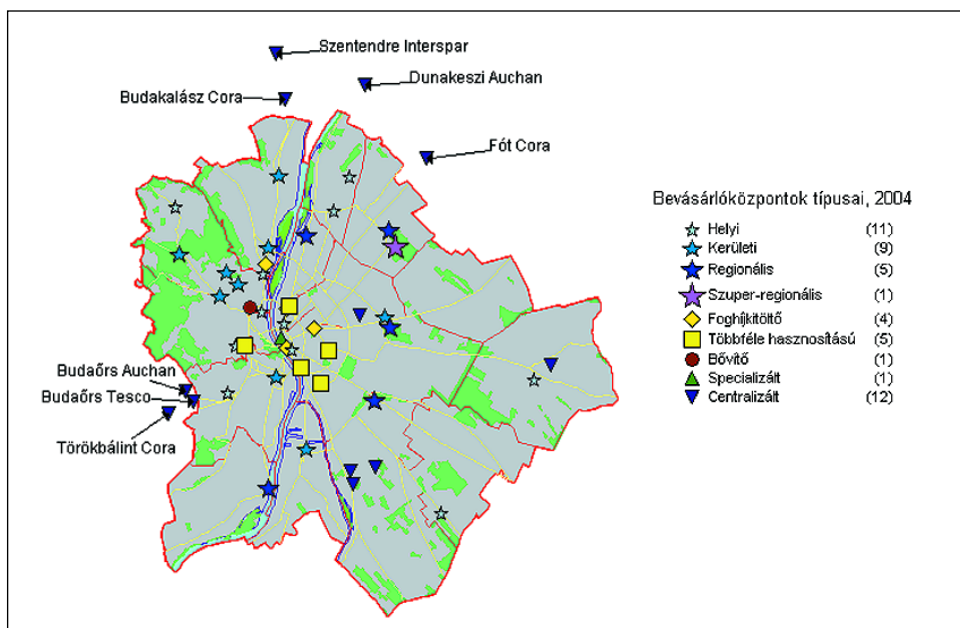 Szentendre Interspar
Dunakeszi Auchan
Budakalász Cora
Fót Cora
Budaőrs Auchan
Budaőrs Tesco
Törökbálint Cora
Bevásárlóközpontok típusai, 2004
Helyi (11)
Kerületi (9)
Regionális (5)
Szuper-regionális (1)
Foghíjkitöltő (4)
Többféle hasznosítású (5)
Bővítő (1)
Specializált (1)
Centralizált (12)